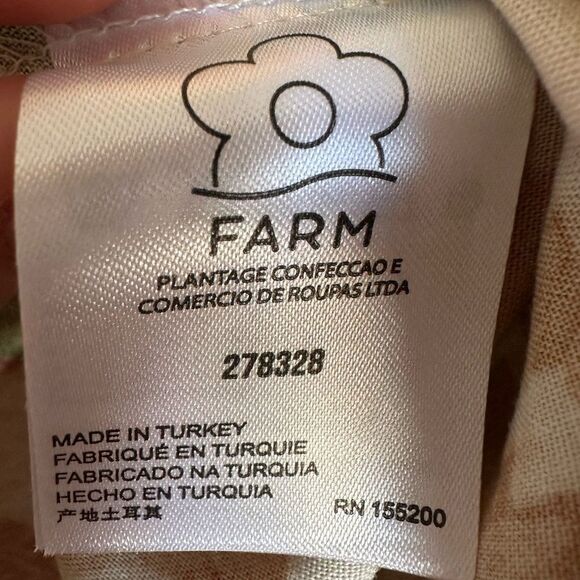 FARM
PLANTAGE CONFECCAO E
COMERCIO DE ROUPAS LTDA
278328
MADE IN TURKEY
FABRIQUÉ EN TURQUIE
FABRICADO NA TURQUIA
HECHO EN TURQUIA
产地土耳其
RN 155200